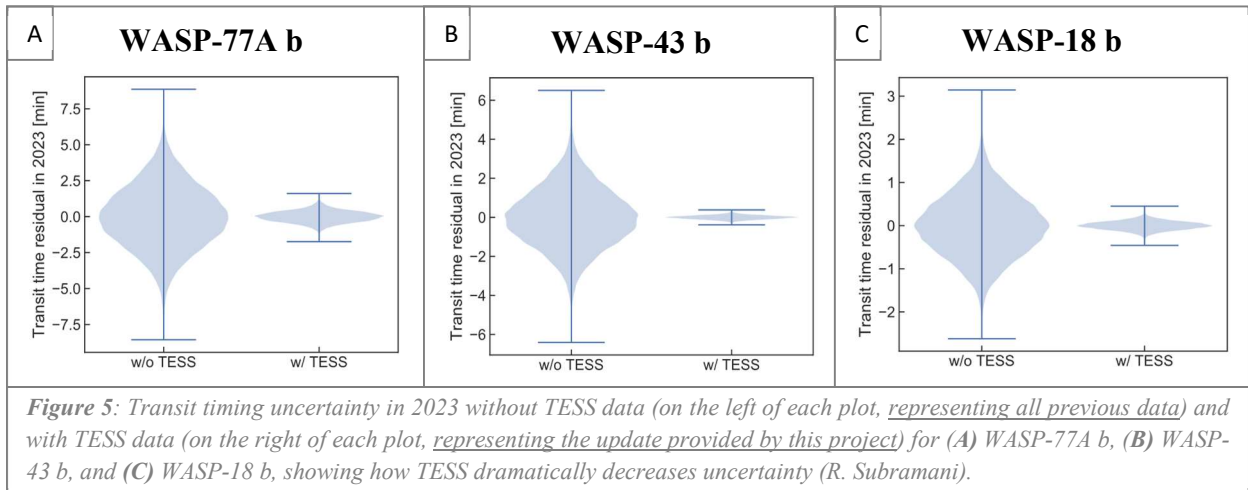 A
WASP-77A b
Transit time residual in 2023 [min]
7.5
5.0
2.5
0.0
−2.5
−5.0
−7.5
w/o TESS
w/ TESS
B
WASP-43 b
Transit time residual in 2023 [min]
6
4
2
0
−2
−4
−6
w/o TESS
w/ TESS
C
WASP-18 b
Transit time residual in 2023 [min]
3
2
1
0
−1
−2
w/o TESS
w/ TESS
Figure 5: Transit timing uncertainty in 2023 without TESS data (on the left of each plot, representing all previous data) and
with TESS data (on the right of each plot, representing the update provided by this project) for (A) WASP-77A b, (B) WASP-
43 b, and (C) WASP-18 b, showing how TESS dramatically decreases uncertainty (R. Subramani).